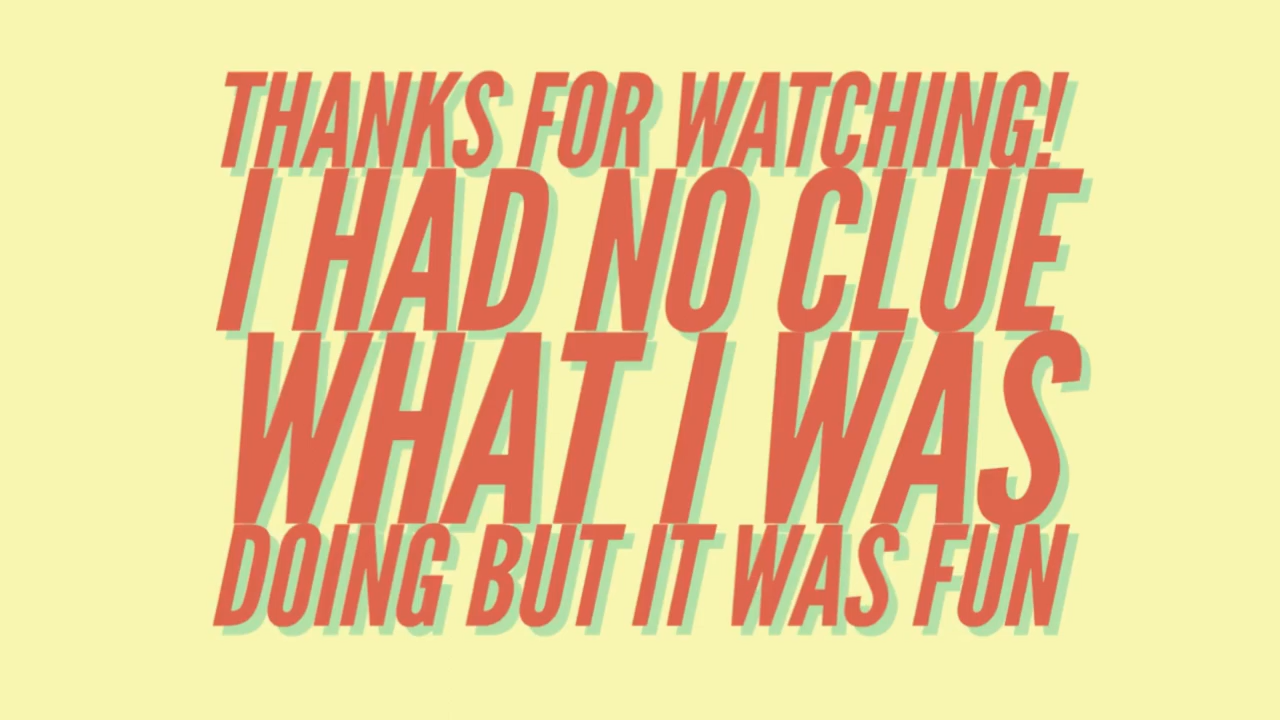 THANKS FOR WATCHING!
I HAD NO CLUE
WHAT I WAS
DOING BUT IT WAS FUN